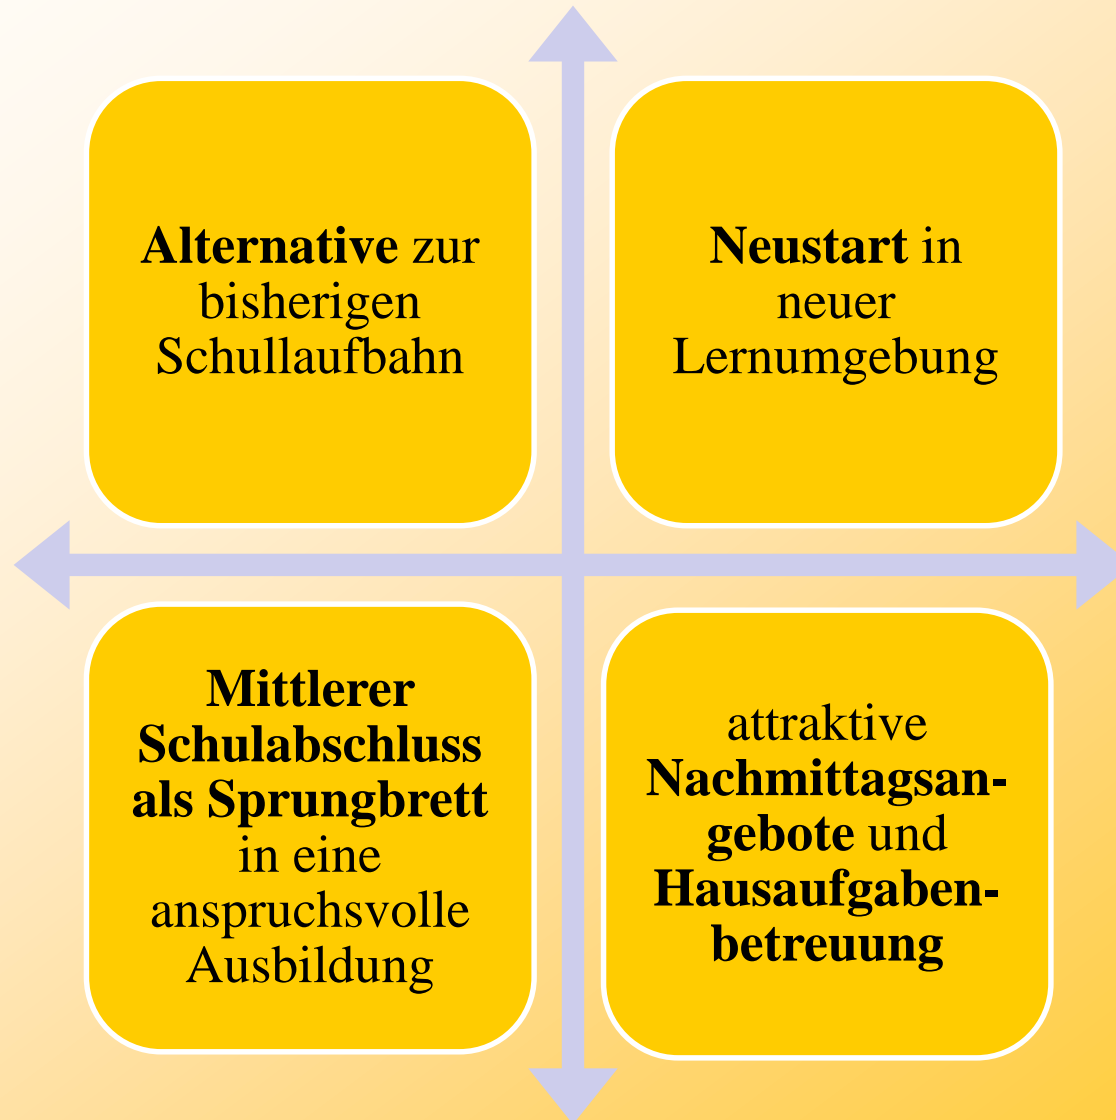 Alternative zur
bisherigen
Schullaufbahn
Neustart in
neuer
Lernumgebung
Mittlerer
Schulabschluss
als Sprungbrett
in eine
anspruchsvolle
Ausbildung
attraktive
Nachmittagsan-
gebote und
Hausaufgaben-
betreuung